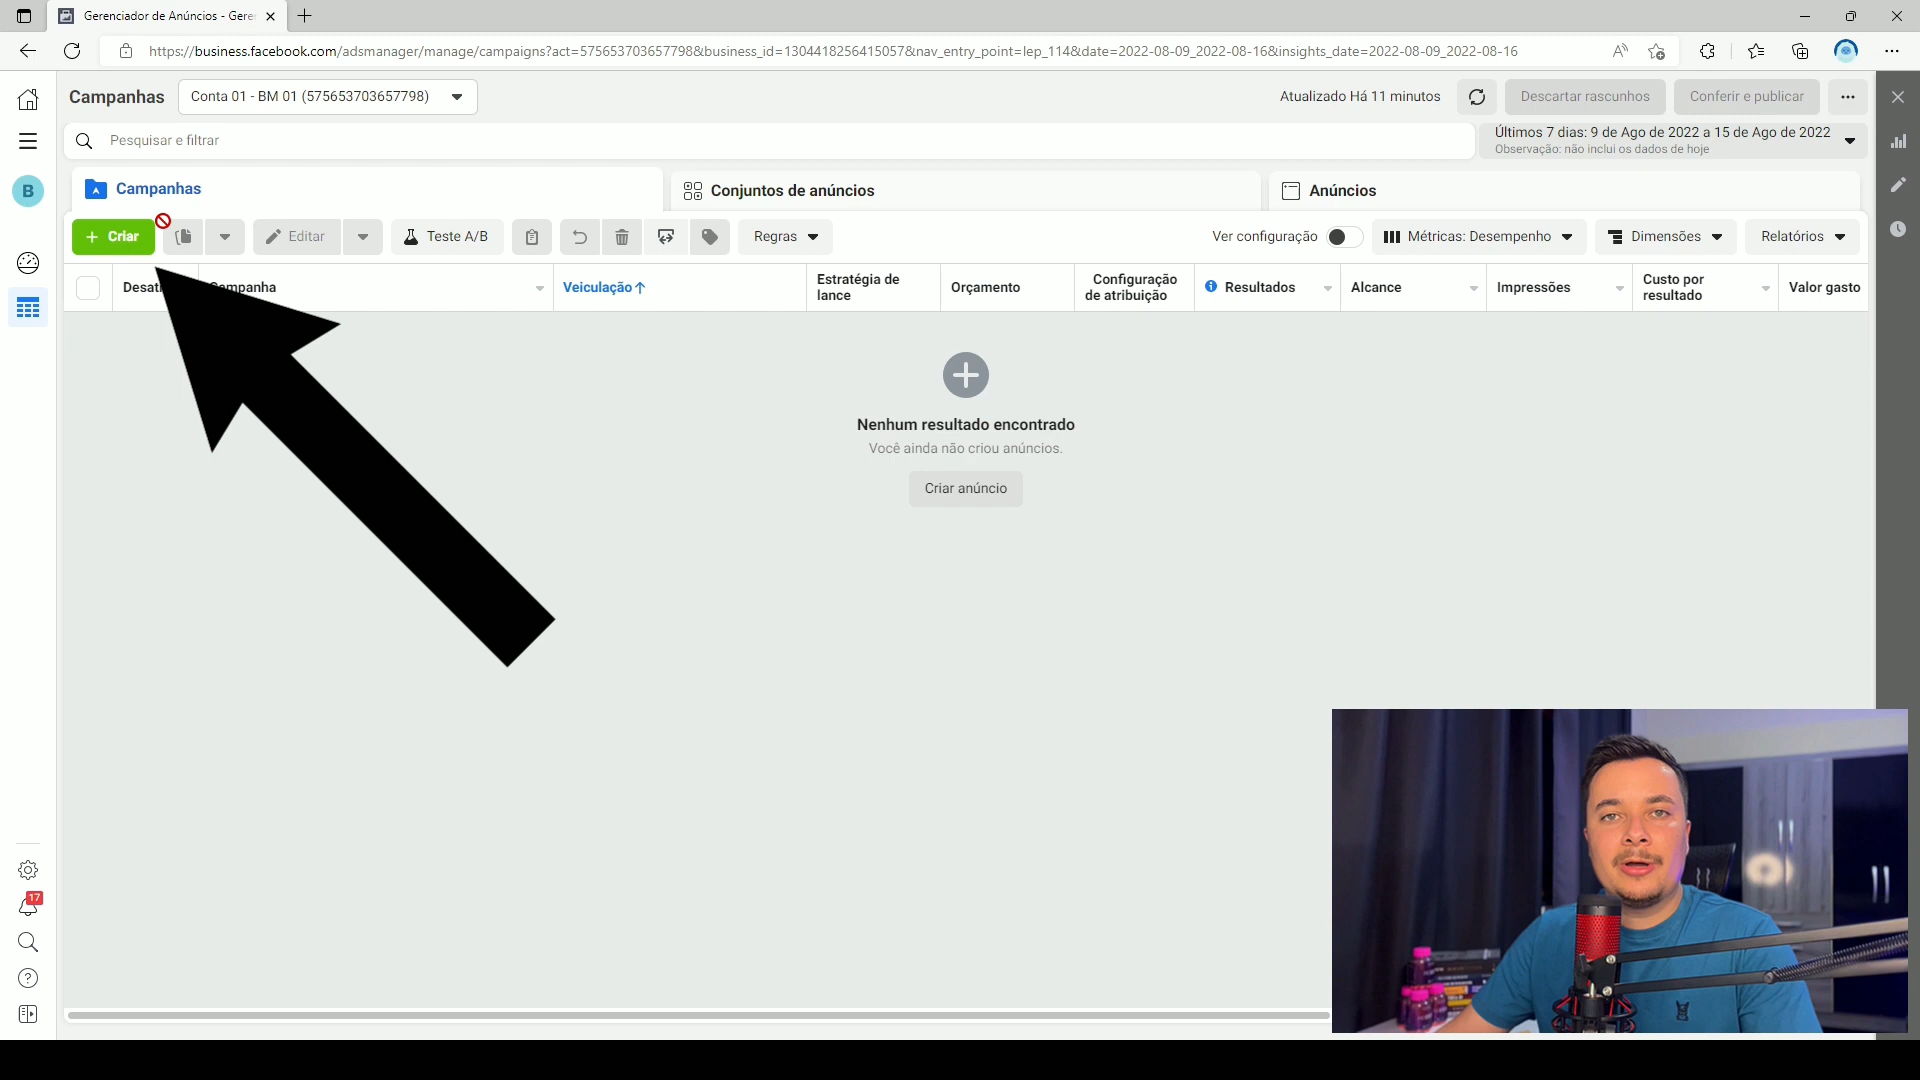 Gerenciador de Anúncios - Geren
https://business.facebook.com/adsmanager/manage/campaigns?act=575653703657798&business_id=13044182564150578&nav_entry_point=lep_114&date=2022-08-09_2022-08-16&insights_date=2022-08-09_2022-08-16
Campanhas
Conta 01 - BM 01 (575653703657798)
Atualizado Há 11 minutos
Descartar rascunhos
Conferir e publicar
Pesquisar e filtrar
Últimos 7 dias: 9 de Ago de 2022 a 15 de Ago de 2022
Observação: não inclui os dados de hoje
B
Campanhas
Conjuntos de anúncios
Anúncios
+ Criar
Editar
Teste A/B
Regras
Ver configuração
Métricas: Desempenho
Dimensões
Relatórios
Desati
Campanha
Veiculação↑
Estratégia de
lance
Orçamento
Configuração
de atribuição
Resultados
Alcance
Impressões
Custo por
resultado
Valor gasto
Nenhum resultado encontrado
Você ainda não criou anúncios.
Criar anúncio
17